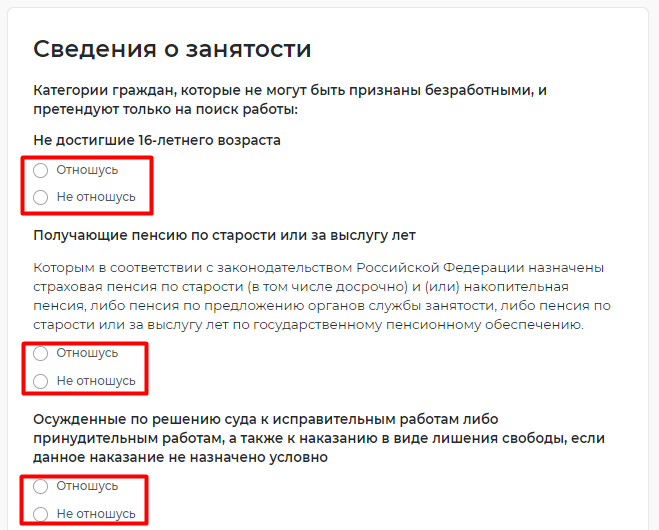 Сведения о занятости
Категории граждан, которые не могут быть признаны безработными, и
претендуют только на поиск работы:
Не достигшие 16-летнего возраста
Отношусь
Не отношусь
Получающие пенсию по старости или за выслугу лет
Которым в соответствии с законодательством Российской Федерации назначены
страховая пенсия по старости (в том числе досрочно) и (или) накопительная
пенсия, либо пенсия по предложению органов службы занятости, либо пенсия по
старости или за выслугу лет по государственному пенсионному обеспечению.
Отношусь
Не отношусь
Осужденные по решению суда к исправительным работам либо
принудительным работам, а также к наказанию в виде лишения свободы, если
данное наказание не назначено условно
Отношусь
Не отношусь